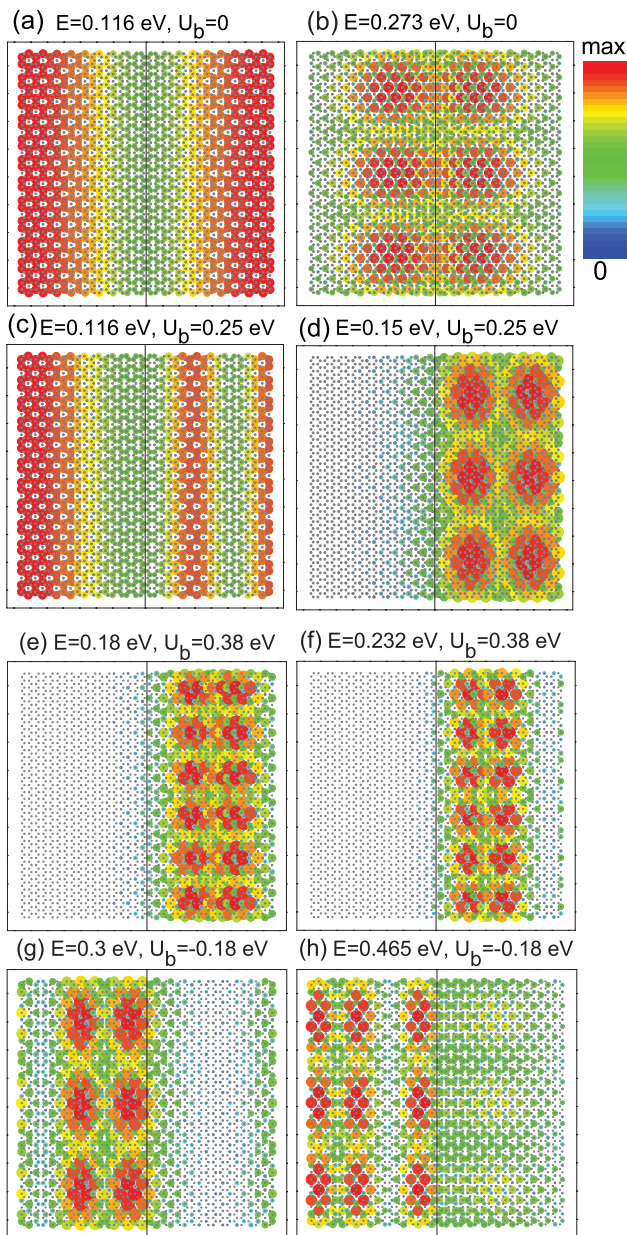 (a) E=0.116 eV, U_b=0
(b) E=0.273 eV, U_b=0
max
0
(c) E=0.116 eV, U_b=0.25 eV
(d) E=0.15 eV, U_b=0.25 eV
(e) E=0.18 eV, U_b=0.38 eV
(f) E=0.232 eV, U_b=0.38 eV
(g) E=0.3 eV, U_b=-0.18 eV
(h) E=0.465 eV, U_b=-0.18 eV